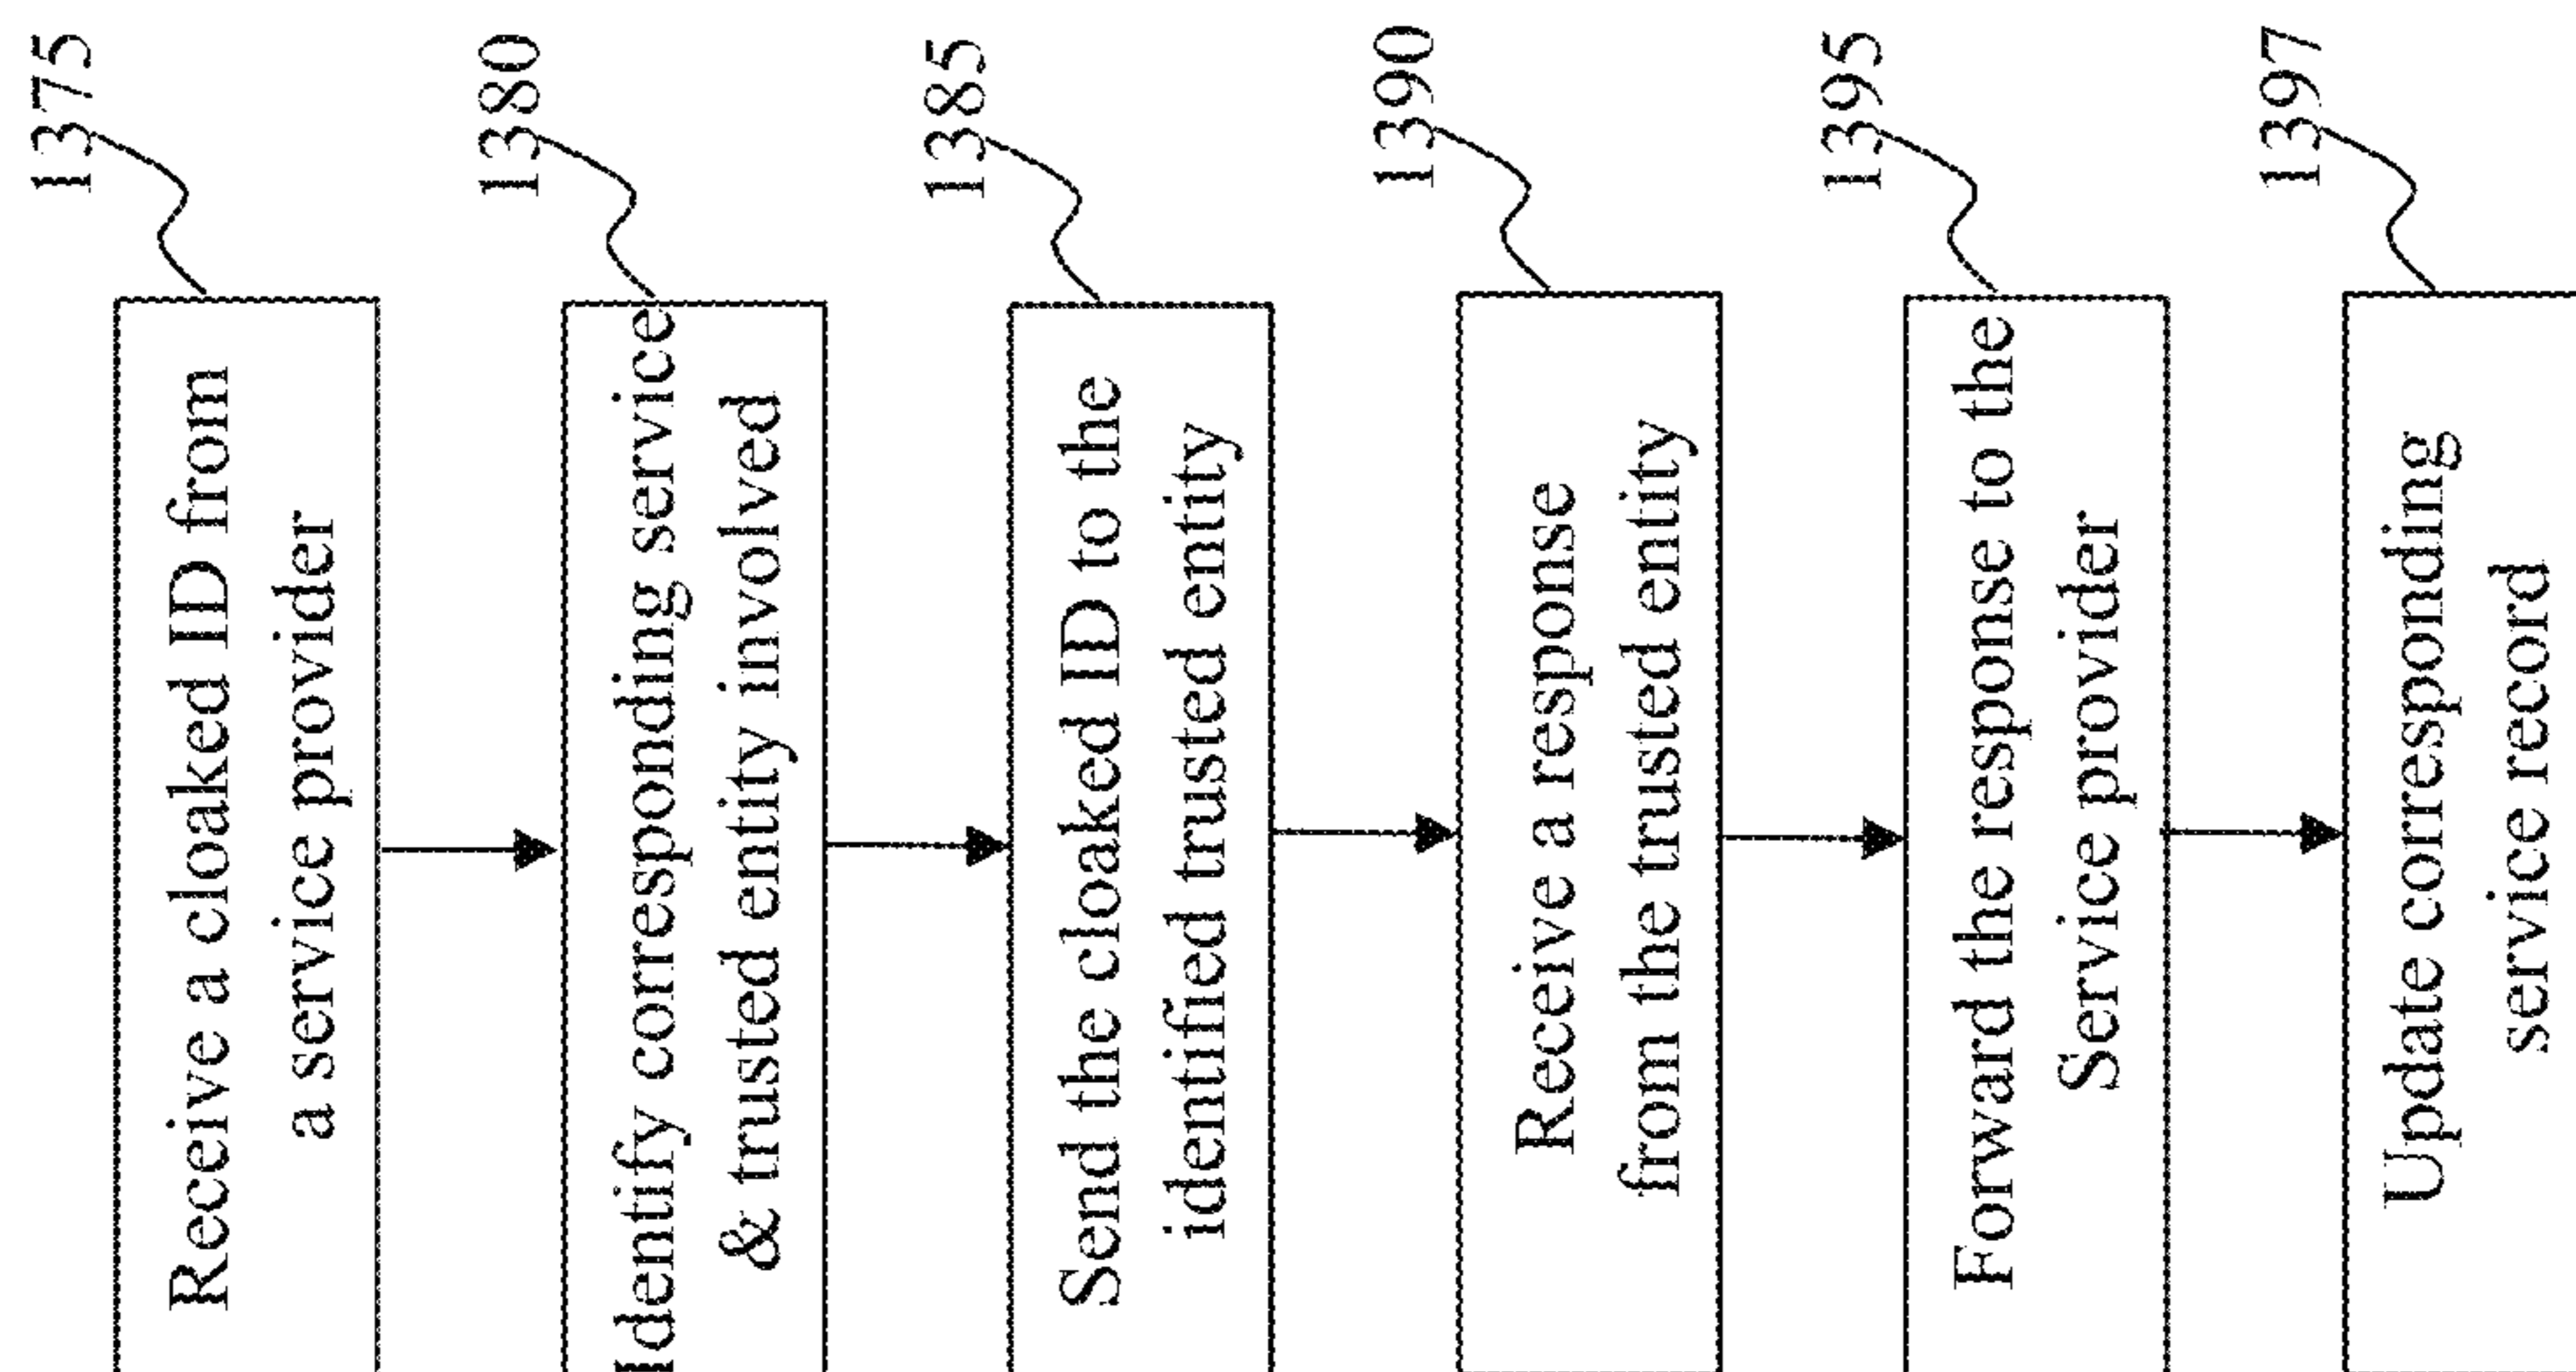 1375
Receive a cloaked ID from
a service provider
1380
Identify corresponding service
& trusted entity involved
1385
Send the cloaked ID to the
identified trusted entity
1390
Receive a response
from the trusted entity
1395
Forward the response to the
Service provider
1397
Update corresponding
service record